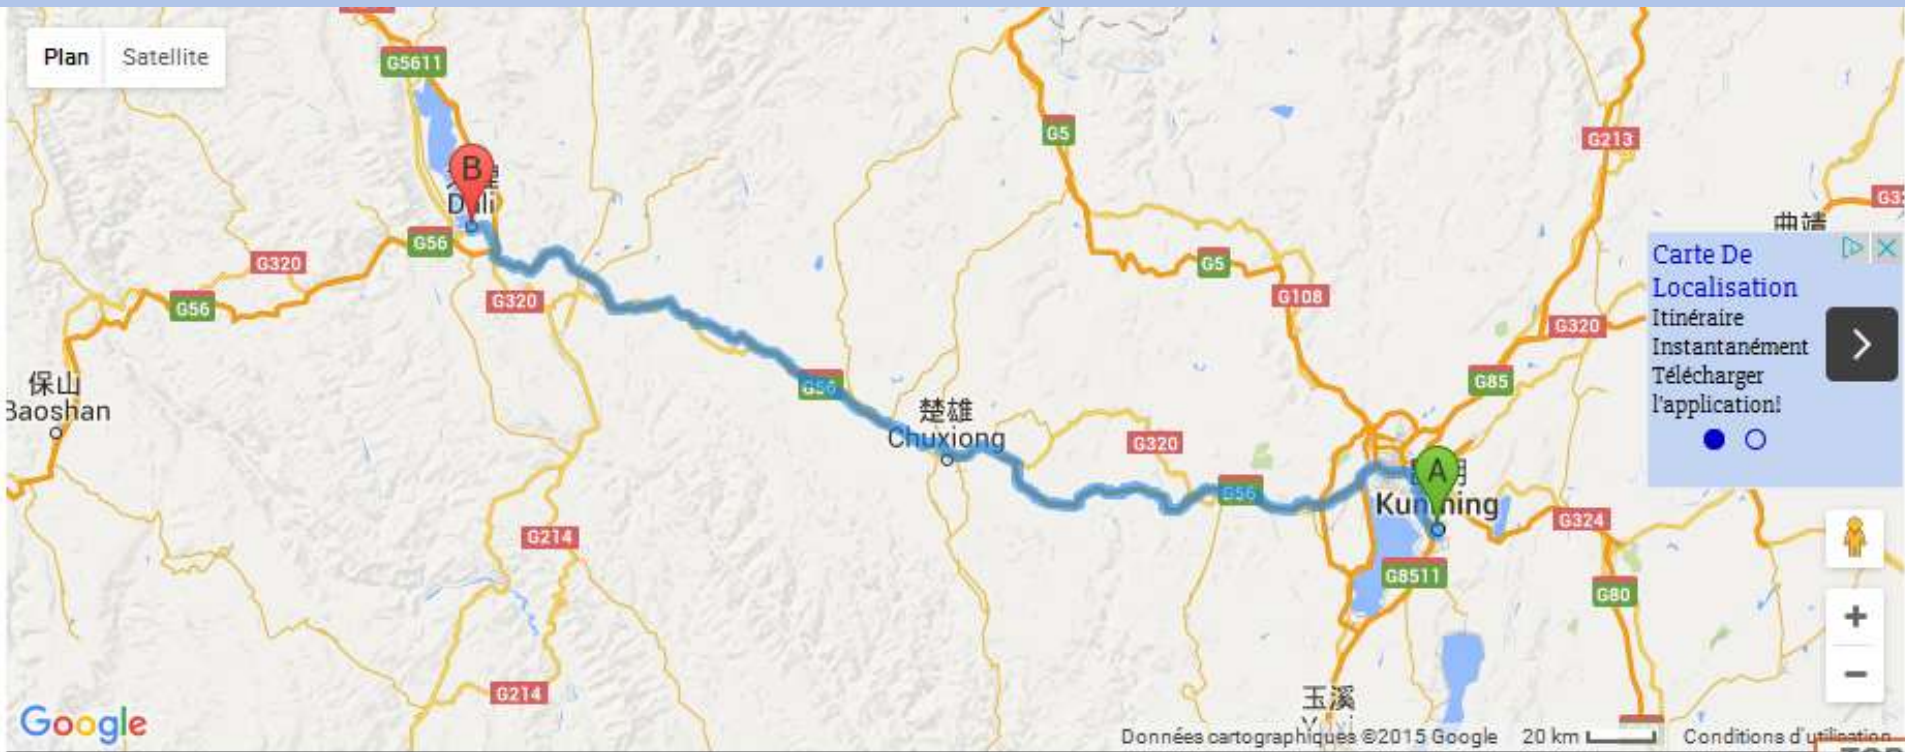 Plan
Satellite
G5611
G5
G213
B
Dali
曲靖
G56
G320
G5
G56
G320
G108
G320
Carte De
Localisation
Itinéraire
Instantanément
Télécharger
l'application!
保山
Baoshan
G56
楚雄
Chuxiong
G85
G320
A
G56
Kunming
G214
G324
G8511
G80
G214
玉溪
Google
Données cartographiques ©2015 Google
20 km
Conditions d'utilisation